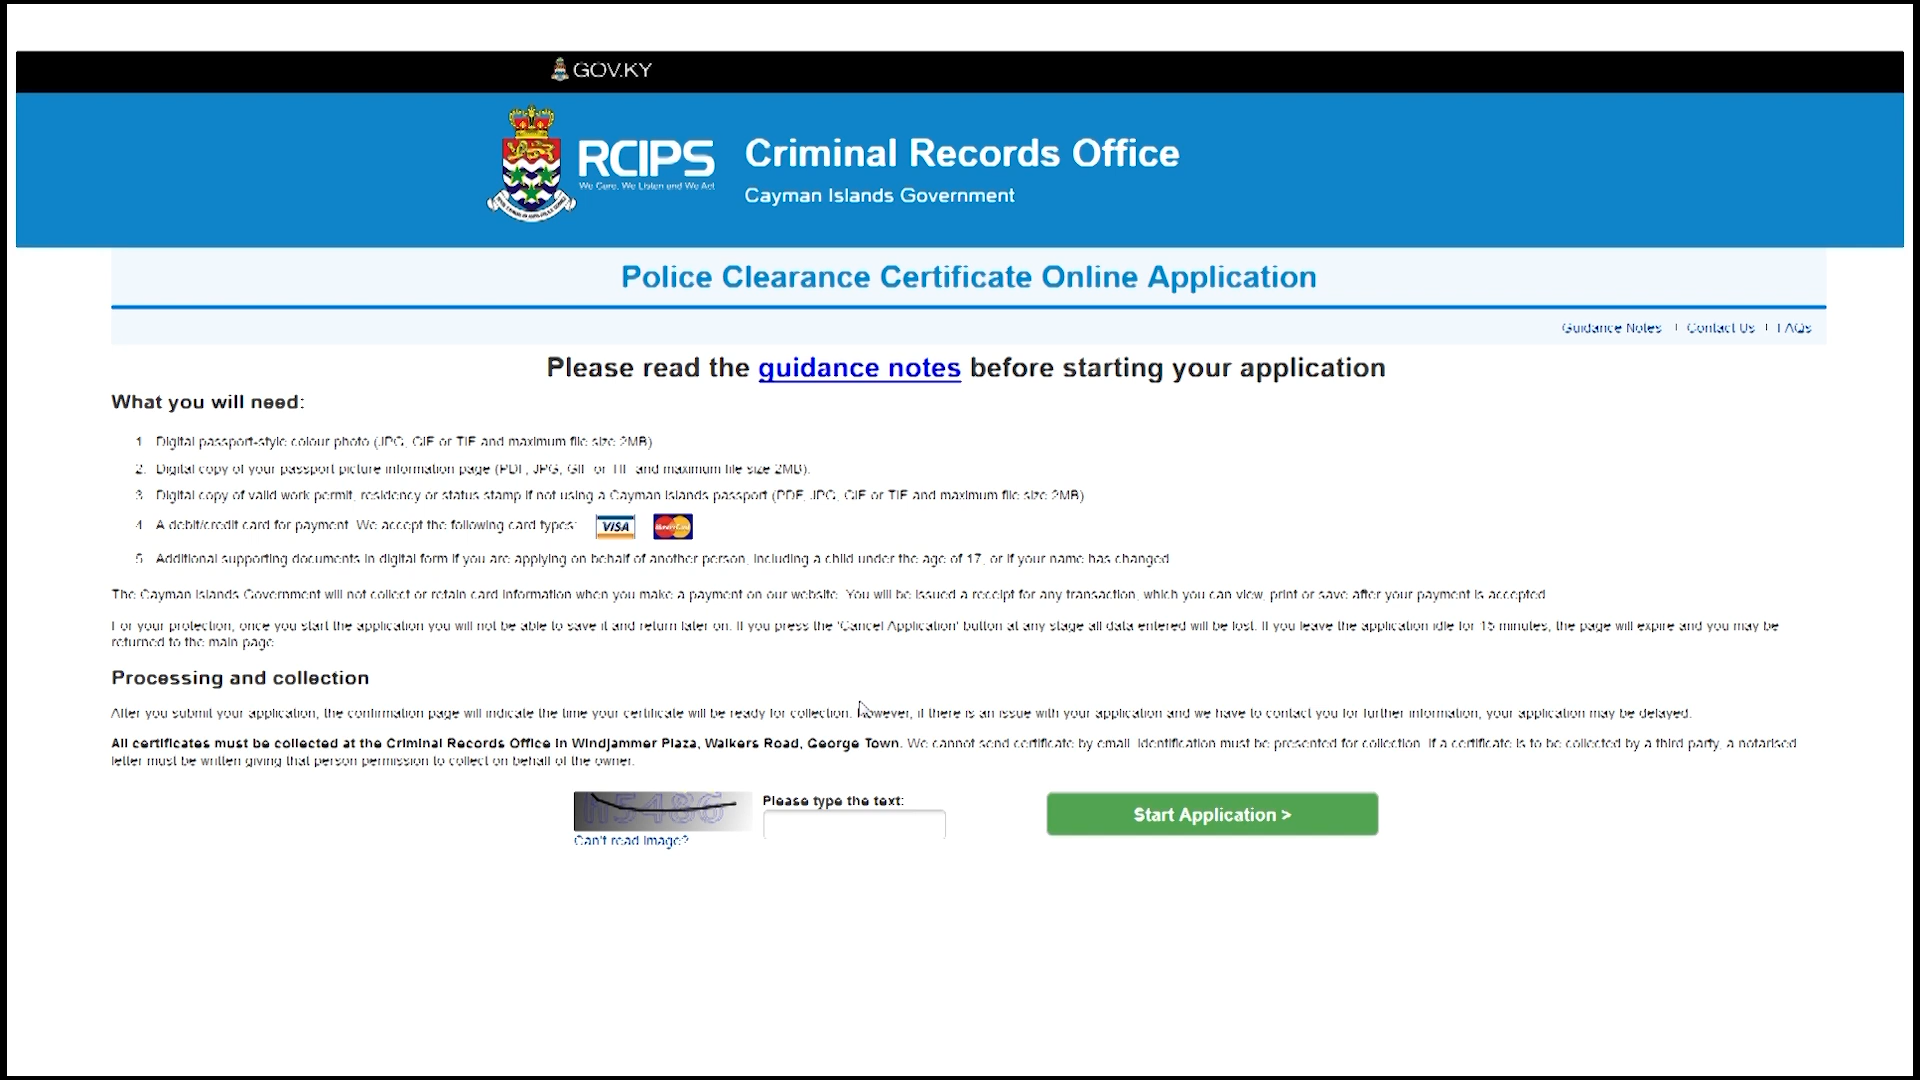 GOV.KY
RCIPS
We Care. We Listen and We Act
Criminal Records Office
Cayman Islands Government
Police Clearance Certificate Online Application
Guidance Notes | Contact Us | FAQs
Please read the guidance notes before starting your application
What you will need:
1. Digital passport-style colour photo (JPG, GIF or TIF and maximum file size 2MB)
2. Digital copy of your passport picture information page (PDF, JPG, GIF or TIF and maximum file size 2MB).
3. Digital copy of valid work permit, residency or status stamp if not using a Cayman Islands passport (PDF, JPG, GIF or TIF and maximum file size 2MB)
4. A debit/credit card for payment. We accept the following card types: VISA MasterCard
5. Additional supporting documents in digital form if you are applying on behalf of another person, including a child under the age of 17, or if your name has changed
The Cayman Islands Government will not collect or retain card information when you make a payment on our website. You will be issued a receipt for any transaction, which you can view, print or save after your payment is accepted
For your protection, once you start the application you will not be able to save it and return later on. If you press the 'Cancel Application' button at any stage all data entered will be lost. If you leave the application idle for 15 minutes, the page will expire and you may be
returned to the main page
Processing and collection
After you submit your application, the confirmation page will indicate the time your certificate will be ready for collection. However, if there is an issue with your application and we have to contact you for further information, your application may be delayed.
All certificates must be collected at the Criminal Records Office in Windjammer Plaza, Walkers Road, George Town. We cannot send certificate by email. Identification must be presented for collection. If a certificate is to be collected by a third party, a notarised
letter must be written giving that person permission to collect on behalf of the owner.
h5486
Please type the text:
Start Application >
Can't read image?